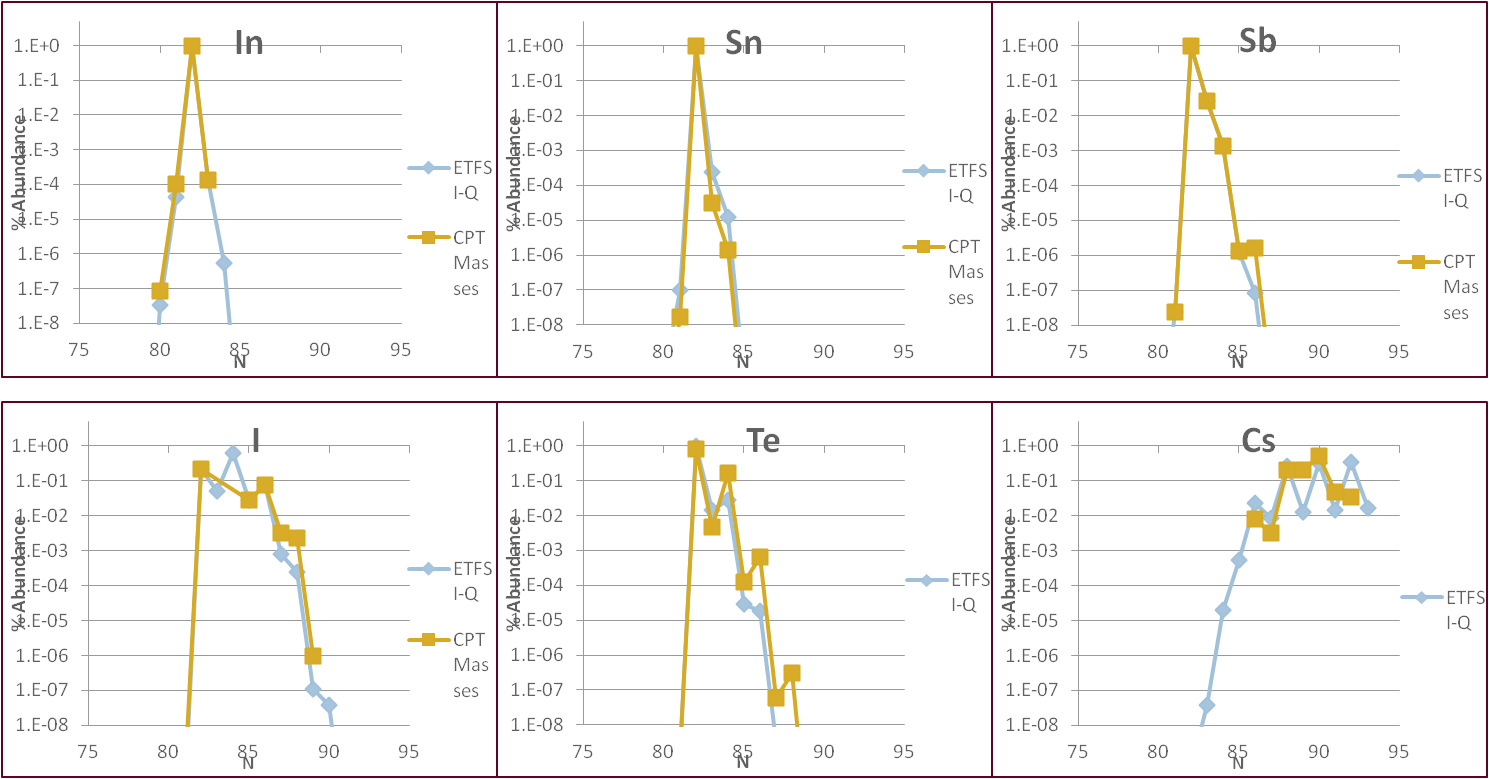 In
1.E+0
1.E-1
1.E-2
1.E-3
1.E-4
1.E-5
1.E-6
1.E-7
1.E-8
% Abundance
75 80 85 90 95
N
ETFS
I-Q
CPT
Mas
ses
Sn
1.E+00
1.E-01
1.E-02
1.E-03
1.E-04
1.E-05
1.E-06
1.E-07
1.E-08
% Abundance
75 80 85 90 95
N
ETFS
I-Q
CPT
Mas
ses
Sb
1.E+00
1.E-01
1.E-02
1.E-03
1.E-04
1.E-05
1.E-06
1.E-07
1.E-08
% Abundance
75 80 85 90 95
N
ETFS
I-Q
CPT
Mas
ses
I
1.E+00
1.E-01
1.E-02
1.E-03
1.E-04
1.E-05
1.E-06
1.E-07
1.E-08
% Abundance
75 80 85 90 95
N
ETFS
I-Q
CPT
Mas
ses
Te
1.E+00
1.E-01
1.E-02
1.E-03
1.E-04
1.E-05
1.E-06
1.E-07
1.E-08
% Abundance
75 80 85 90 95
N
ETFS
I-Q
Cs
1.E+00
1.E-01
1.E-02
1.E-03
1.E-04
1.E-05
1.E-06
1.E-07
1.E-08
% Abundance
75 80 85 90 95
N
ETFS
I-Q